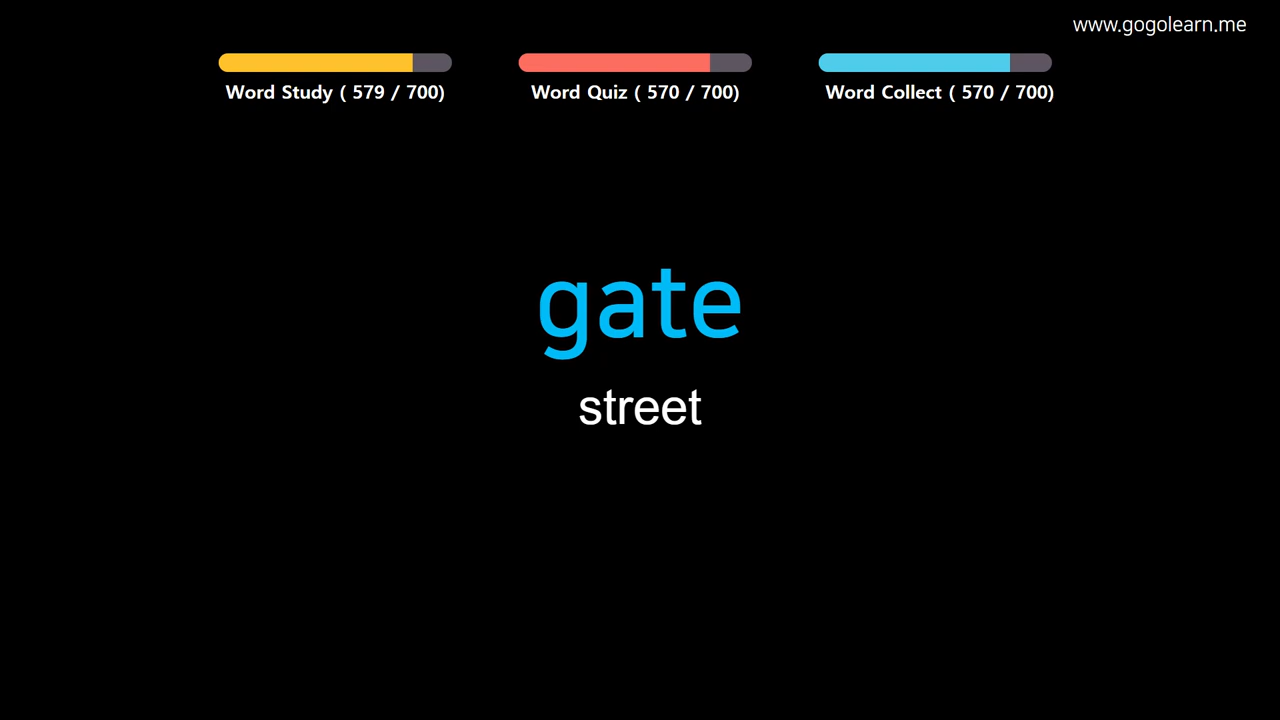 www.gogolearn.me
Word Study ( 579 / 700)
Word Quiz ( 570 / 700)
Word Collect ( 570 / 700)
gate
street